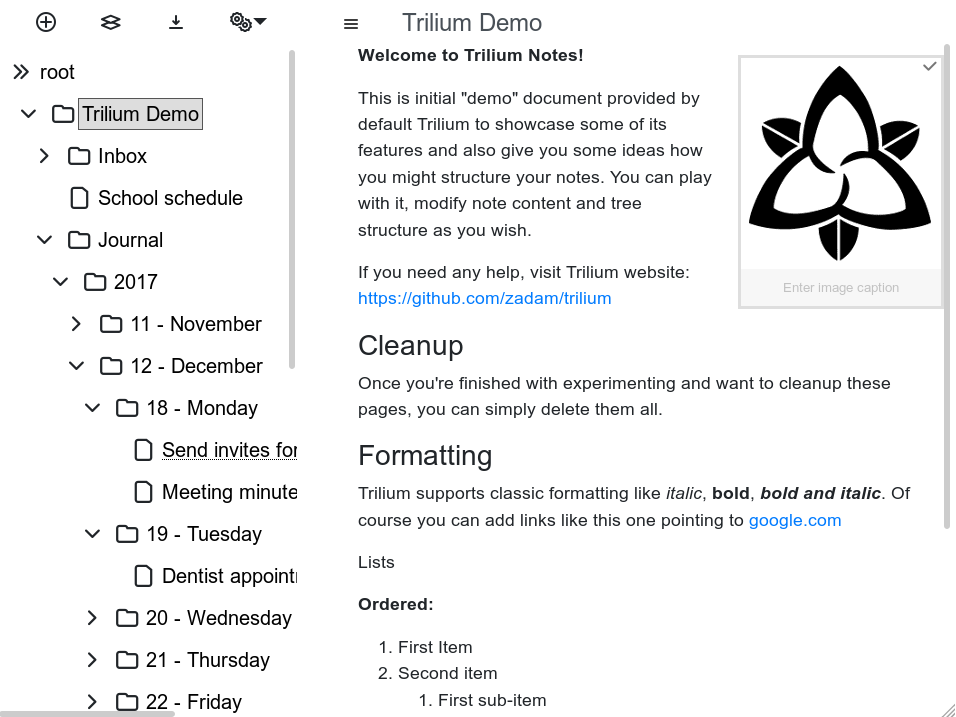 Trilium Demo
root
Trilium Demo
Inbox
School schedule
Journal
2017
11 - November
12 - December
18 - Monday
Send invites for
Meeting minute
19 - Tuesday
Dentist appoint
20 - Wednesday
21 - Thursday
22 - Friday
Welcome to Trilium Notes!
This is initial "demo" document provided by
default Trilium to showcase some of its
features and also give you some ideas how
you might structure your notes. You can play
with it, modify note content and tree
structure as you wish.
If you need any help, visit Trilium website:
https://github.com/zadam/trilium
Enter image caption
Cleanup
Once you're finished with experimenting and want to cleanup these
pages, you can simply delete them all.
Formatting
Trilium supports classic formatting like italic, bold, bold and italic. Of
course you can add links like this one pointing to google.com
Lists
Ordered:
1. First Item
2. Second item
1. First sub-item